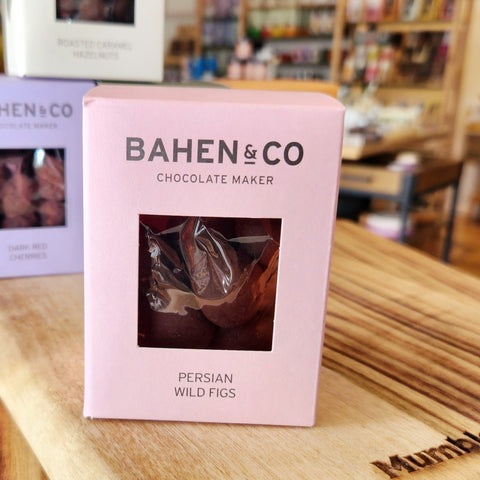 ROASTED CARAMEL
HAZELNUTS
HEN&CO
CHOCOLATE MAKER
DARK RED
CHERRIES
BAHEN&CO
CHOCOLATE MAKER
PERSIAN
WILD FIGS
Mumbl